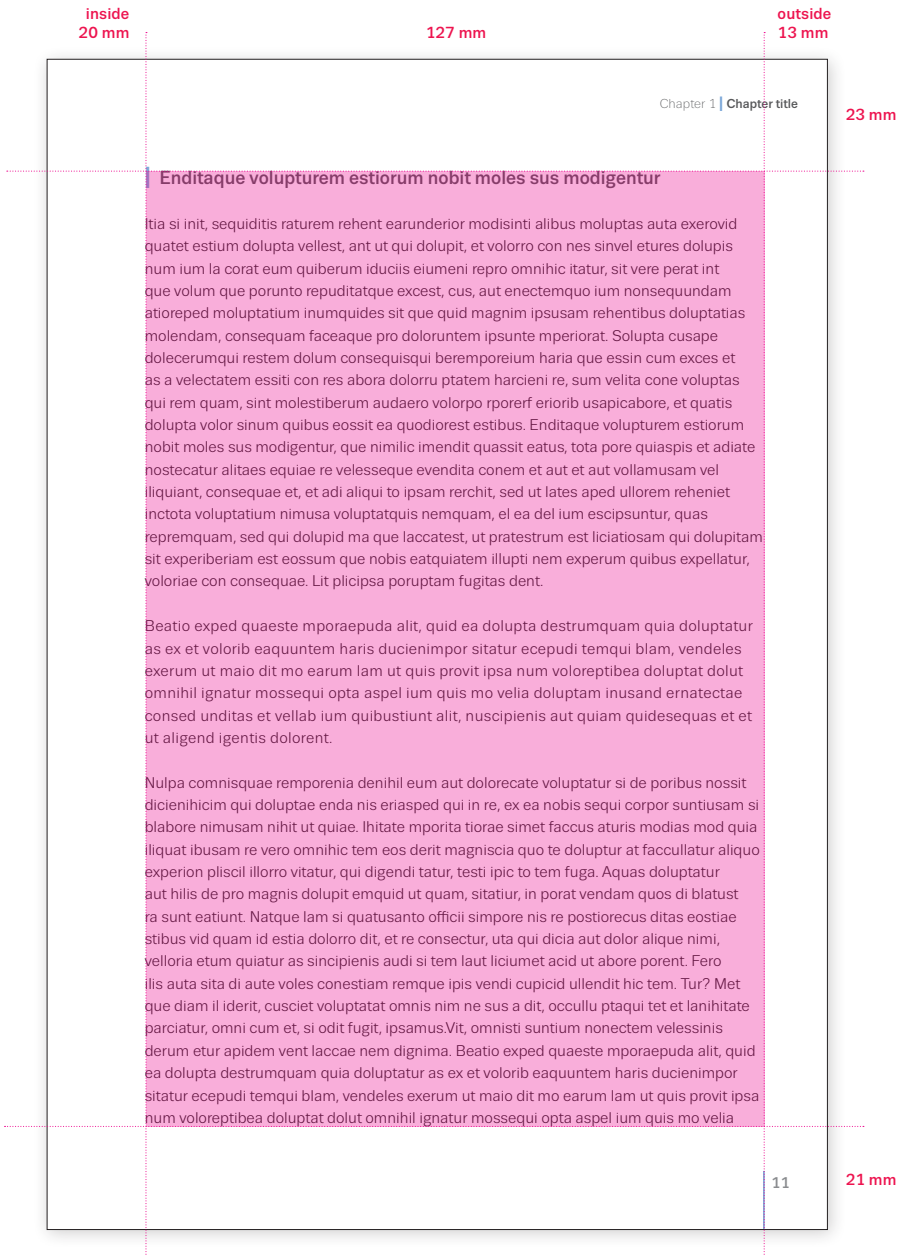 inside
20 mm
127 mm
outside
13 mm
Chapter 1 | Chapter title
23 mm
Enditaque volupturem estiorum nobit moles sus modigentur
Itia si init, sequiditis raturem rehent earunderior modisinti alibus moluptas auta exerovid
quatet estium dolupta vellest, ant ut qui dolupit, et volorro con nes sinvel etures dolupis
num ium la corat eum quiberum iduciis eiumeni repro omnihic itatur, sit vere perat int
que volum que porunto repuditatque excest, cus, aut enectemquo ium nonsequundam
atioreped moluptatium inumquides sit que quid magnim ipsusam rehentibus doluptatias
molendam, consequam faceaque pro doloruntem ipsunte mperiorat. Solupta cusape
dolecerumqui restem dolum consequisqui beremporeium haria que essin cum exces et
as a velectatem essiti con res abora dolorru ptatem harcieni re, sum velita cone voluptas
qui rem quam, sint molestiberum audaero volorpo rporerf eriorib usapicabore, et quatis
dolupta volor sinum quibus eossit ea quodiorest estibus. Enditaque volupturem estiorum
nobit moles sus modigentur, que nimilic imendit quassit eatus, tota pore quiaspis et adiate
nostecatur alitaes equiae re velesseque evendita conem et aut et aut vollamusam vel
iliquiant, consequae et, et adi aliqui to ipsam rerchit, sed ut lates aped ullorem reheniet
inctota voluptatium nimusa voluptatquis nemquam, el ea del ium escipsuntur, quas
repremquam, sed qui dolupid ma que laccatest, ut pratestrum est liciatiosam qui dolupitam
sit experiberiam est eossum que nobis eatquiatem illupti nem experum quibus expellatur,
voloriae con consequae. Lit plicipsa poruptam fugitas dent.
Beatio exped quaeste mporaepuda alit, quid ea dolupta destrumquam quia doluptatur
as ex et volorib eaquuntem haris ducienimpor sitatur ecepudi temqui blam, vendeles
exerum ut maio dit mo earum lam ut quis provit ipsa num voloreptibea doluptat dolut
omnihil ignatur mossequi opta aspel ium quis mo velia doluptam inusand ernatectae
consed unditas et vellab ium quibustiunt alit, nuscipienis aut quiam quidesequas et et
ut aligend igentis dolorent.
Nulpa comnisquae remporenia denihil eum aut dolorecate voluptatur si de poribus nossit
dicienihicim qui doluptae enda nis eriasped qui in re, ex ea nobis sequi corpor suntiusam si
blabore nimusam nihit ut quiae. Ihitate mporita tiorae simet faccus aturis modias mod quia
iliquat ibusam re vero omnihic tem eos derit magniscia quo te doluptur at faccullatur aliquo
experion pliscil illorro vitatur, qui digendi tatur, testi ipic to tem fuga. Aquas doluptatur
aut hilis de pro magnis dolupit emquid ut quam, sitatiur, in porat vendam quos di blatust
ra sunt eatiunt. Natque lam si quatusanto officii simpore nis re postiorecus ditas eostiae
stibus vid quam id estia dolorro dit, et re consectur, uta qui dicia aut dolor alique nimi,
velloria etum quiatur as sincipienis audi si tem laut liciumet acid ut abore porent. Fero
ilis auta sita di aute voles conestiam remque ipis vendi cupicid ullendit hic tem. Tur? Met
que diam il iderit, cusciet voluptatat omnis nim ne sus a dit, occullu ptaqui tet et lanihitate
parciatur, omni cum et, si odit fugit, ipsamus.Vit, omnisti suntium nonectem velessinis
derum etur apidem vent laccae nem dignima. Beatio exped quaeste mporaepuda alit, quid
ea dolupta destrumquam quia doluptatur as ex et volorib eaquuntem haris ducienimpor
sitatur ecepudi temqui blam, vendeles exerum ut maio dit mo earum lam ut quis provit ipsa
num voloreptibea doluptat dolut omnihil ignatur mossequi opta aspel ium quis mo velia
11
21 mm